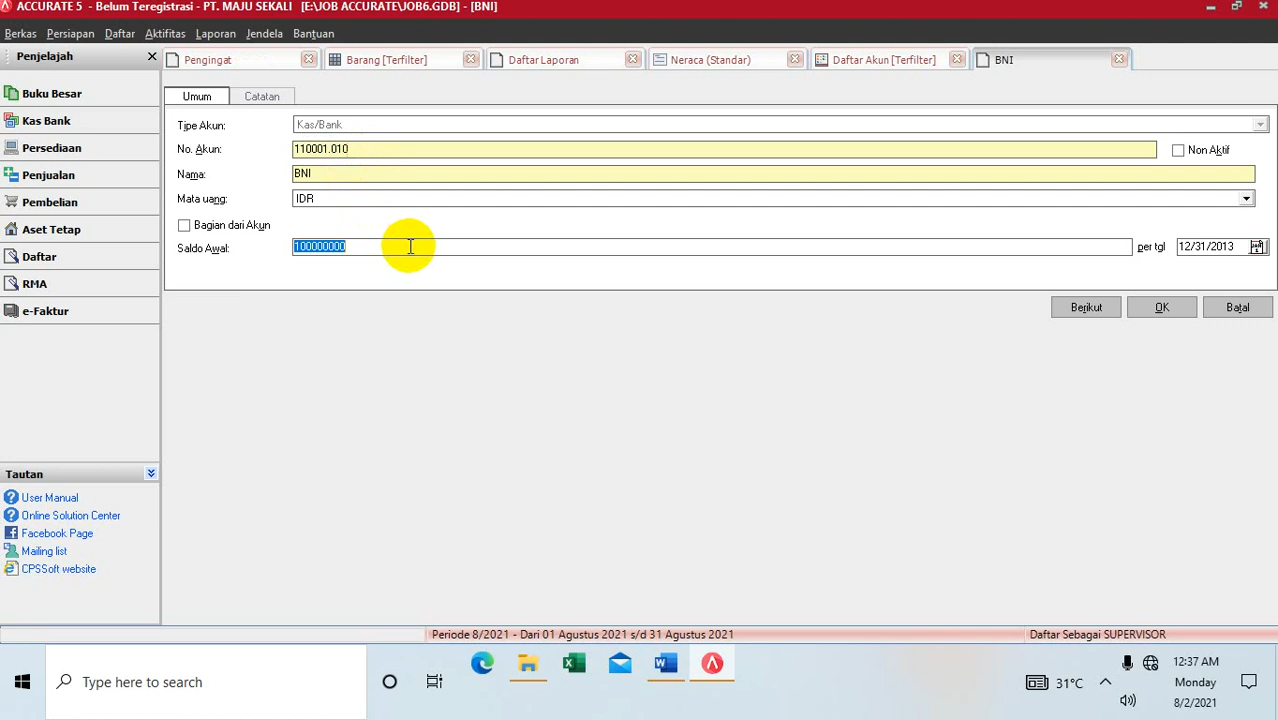 ACCURATE 5 - Belum Teregistrasi - PT. MAJU SEKALI [E:\JOB ACCURATE\JOB6.GDB] - [BNI]
Berkas Persiapan Daftar Aktifitas Laporan Jendela Bantuan
Penjelajah
Pengingat Barang [Terfilter] Daftar Laporan Neraca (Standar) Daftar Akun [Terfilter] BNI
Buku Besar
Kas Bank
Persediaan
Penjualan
Pembelian
Aset Tetap
Daftar
RMA
e-Faktur
Umum Catatan
Tipe Akun: Kas/Bank
No. Akun: 110001.010 Non Aktif
Nama: BNI
Mata uang: IDR
Bagian dari Akun
Saldo Awal: 100000000 per tgl 12/31/2013
Berikut OK Batal
Tautan
User Manual
Online Solution Center
Facebook Page
Mailing list
CPSSoft website
Periode 8/2021 - Dari 01 Agustus 2021 s/d 31 Agustus 2021 Daftar Sebagai SUPERVISOR
Type here to search
31°C
12:37 AM
Monday
8/2/2021